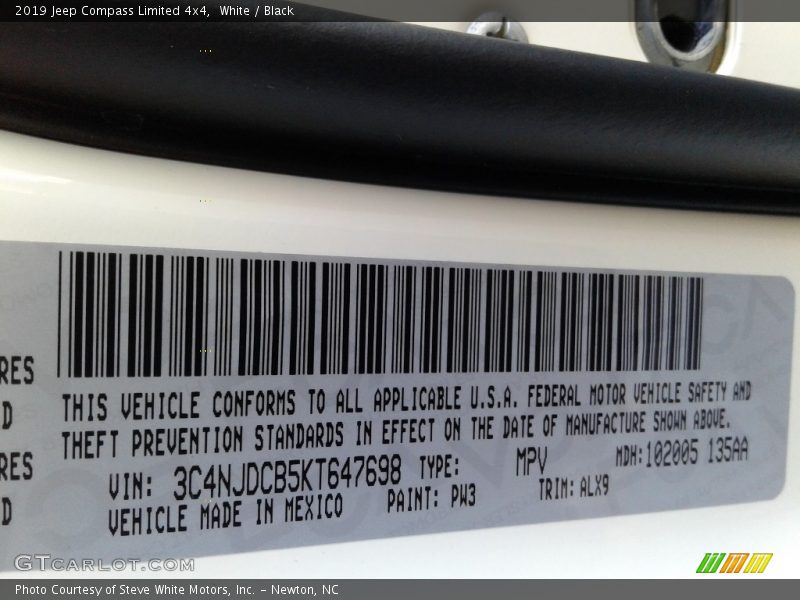 2019 Jeep Compass Limited 4x4, White / Black
RES
D
RES
D
THIS VEHICLE CONFORMS TO ALL APPLICABLE U.S.A. FEDERAL MOTOR VEHICLE SAFETY AND
THEFT PREVENTION STANDARDS IN EFFECT ON THE DATE OF MANUFACTURE SHOWN ABOVE.
VIN: 3C4NJDCB5KT647698 TYPE: MPV MDH:102005 135AA
VEHICLE MADE IN MEXICO PAINT: PW3 TRIM: ALX9
GTCARLOT.COM
Photo Courtesy of Steve White Motors, Inc. - Newton, NC